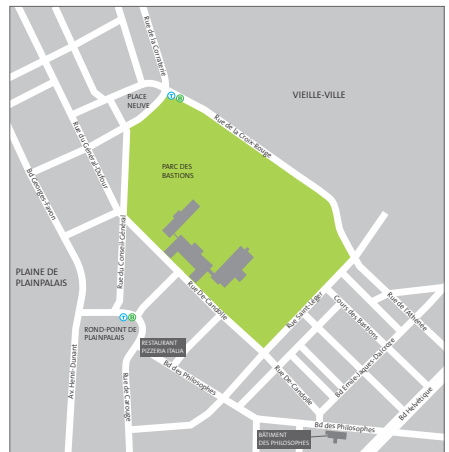 Rue de la Corraterie
PLACE
NEUVE
T
B
VIEILLE-VILLE
Rue du Général-Dufour
Rue de la Croix-Rouge
PARC DES
BASTIONS
Bd Georges-Favon
Rue du Conseil-Général
PLAINE DE
PLAINPALAIS
Rue De-Candolle
Rue Saint-Léger
Cours des Bastions
Rue de l'Athénée
T
B
ROND-POINT DE
PLAINPALAIS
RESTAURANT
PIZZERIA ITALIA
Bd Emile-Jaques-Dalcroze
Av. Henri-Dunant
Rue de Carouge
Bd des Philosophes
Rue De-Candolle
Bd Helvétique
Bd des Philosophes
BÂTIMENT
DES PHILOSOPHES